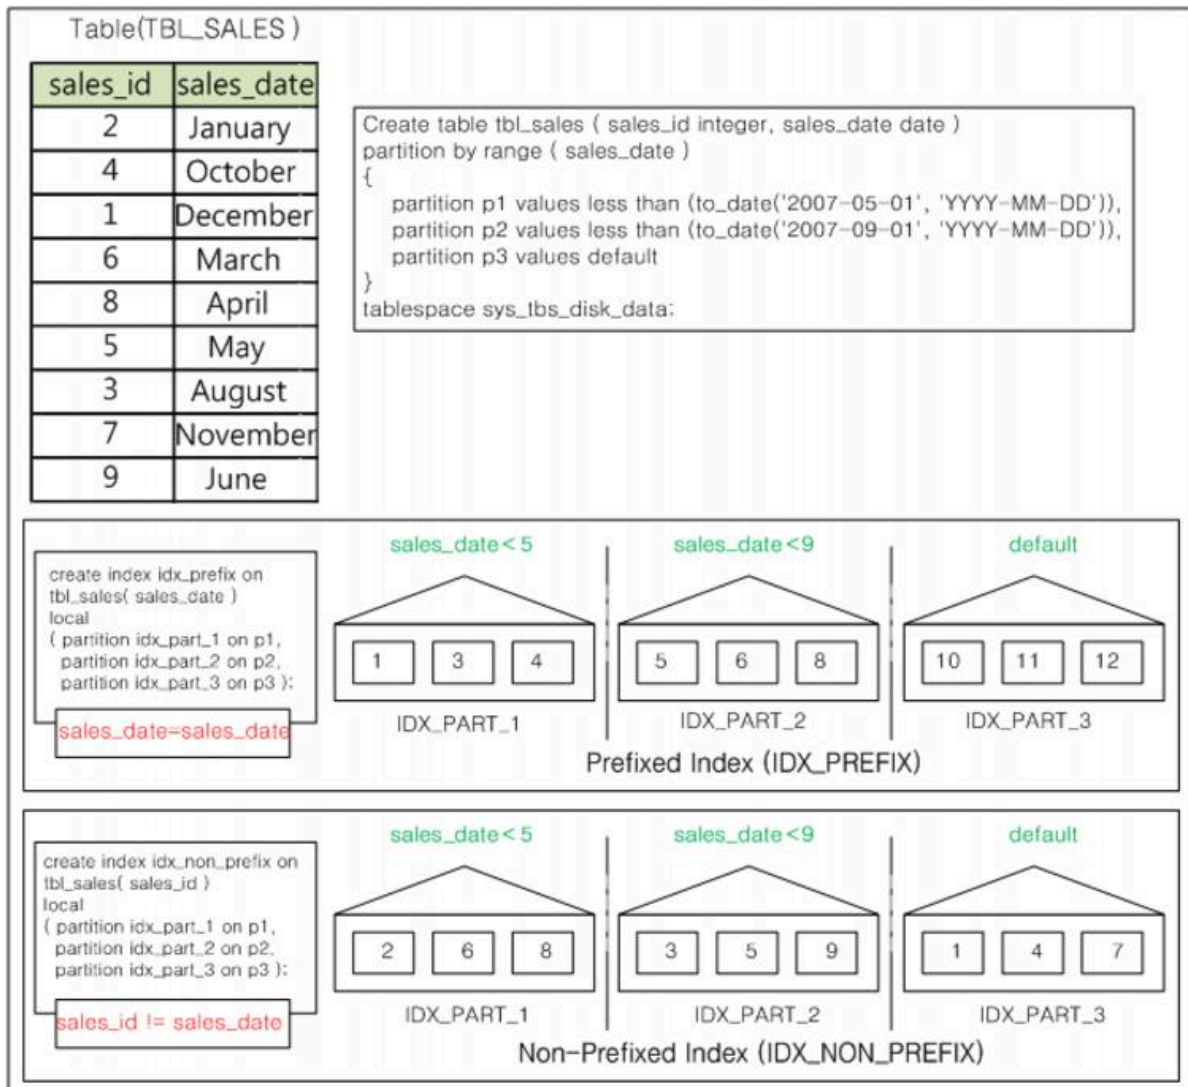 Table(TBL_SALES )
sales_id sales_date
2 January
4 October
1 December
6 March
8 April
5 May
3 August
7 November
9 June
Create table tbl_sales ( sales_id integer, sales_date date )
partition by range ( sales_date )
{
partition p1 values less than (to_date('2007-05-01', 'YYYY-MM-DD')),
partition p2 values less than (to_date('2007-09-01', 'YYYY-MM-DD')),
partition p3 values default
}
tablespace sys_tbs_disk_data;
create index idx_prefix on
tbl_sales( sales_date )
local
( partition idx_part_1 on p1,
partition idx_part_2 on p2,
partition idx_part_3 on p3 );
sales_date=sales_date
sales_date<5
sales_date<9
default
1 3 4
5 6 8
10 11 12
IDX_PART_1
IDX_PART_2
IDX_PART_3
Prefixed Index (IDX_PREFIX)
create index idx_non_prefix on
tbl_sales( sales_id )
local
( partition idx_part_1 on p1,
partition idx_part_2 on p2,
partition idx_part_3 on p3 );
sales_id != sales_date
sales_date<5
sales_date<9
default
2 6 8
3 5 9
1 4 7
IDX_PART_1
IDX_PART_2
IDX_PART_3
Non-Prefixed Index (IDX_NON_PREFIX)